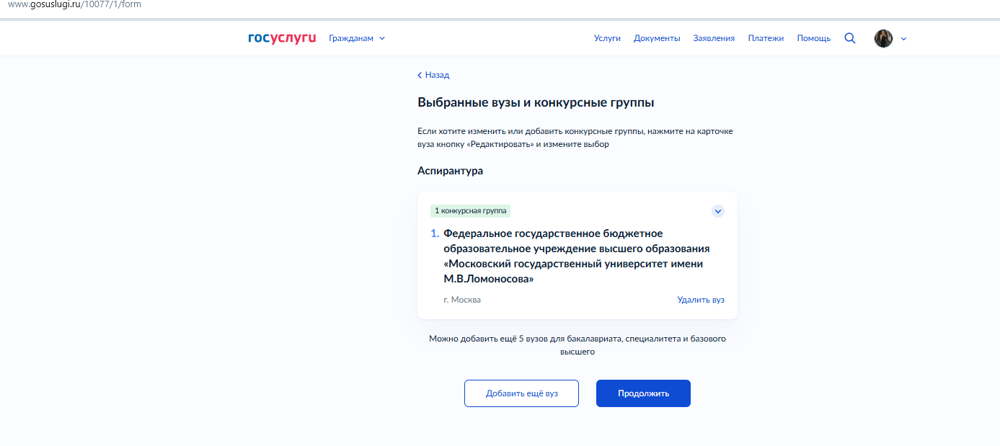 www.gosuslugi.ru/10077/1/form
госуслуги Гражданам Услуги Документы Заявления Платежи Помощь
Назад
Выбранные вузы и конкурсные группы
Если хотите изменить или добавить конкурсные группы, нажмите на карточке
вуза кнопку «Редактировать» и измените выбор
Аспирантура
1 конкурсная группа
1. Федеральное государственное бюджетное
образовательное учреждение высшего образования
«Московский государственный университет имени
М.В.Ломоносова»
г. Москва Удалить вуз
Можно добавить ещё 5 вузов для бакалавриата, специалитета и базового
высшего
Добавить ещё вуз Продолжить